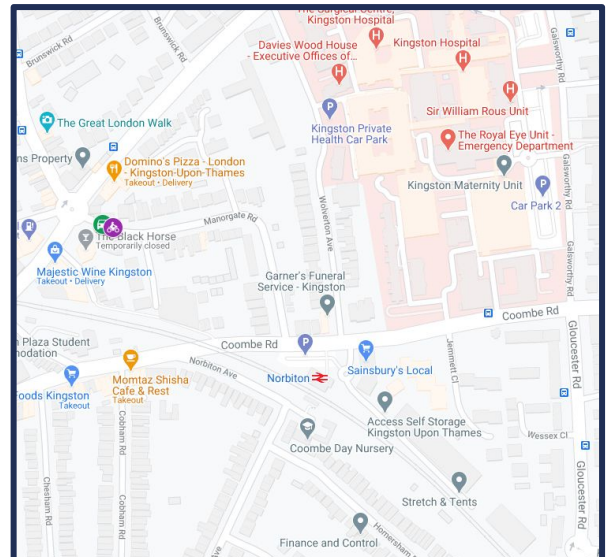 The Surgical Centre,
Kingston Hospital
Brunswick Rd
Brunswick Rd
Davies Wood House
- Executive Offices of...
Kingston Hospital
Galsworthy Rd
Sir William Rous Unit
The Great London Walk
Kingston Private
Health Car Park
The Royal Eye Unit -
Emergency Department
ns Property
Domino's Pizza - London
- Kingston-Upon-Thames
Takeout • Delivery
Kingston Maternity Unit
Galsworthy Rd
Car Park 2
Wolverton Ave
Manorgate Rd
The Black Horse
Temporarily closed
Majestic Wine Kingston
Takeout • Delivery
Garner's Funeral
Service - Kingston
Galsworthy Rd
Coombe Rd
Gloucester Rd
n Plaza Student
modation
Coombe Rd
Norbiton Ave
Jemmett Cl
Norbiton
Sainsbury's Local
oods Kingston
Takeout
Momtaz Shisha
Cafe & Rest
Takeout
Cobham Rd
Access Self Storage
Kingston Upon Thames
Wessex Cl
Coombe Day Nursery
Chesham Rd
Cobham Rd
Gloucester Rd
Stretch & Tents
Homersham
Finance and Control
Ave